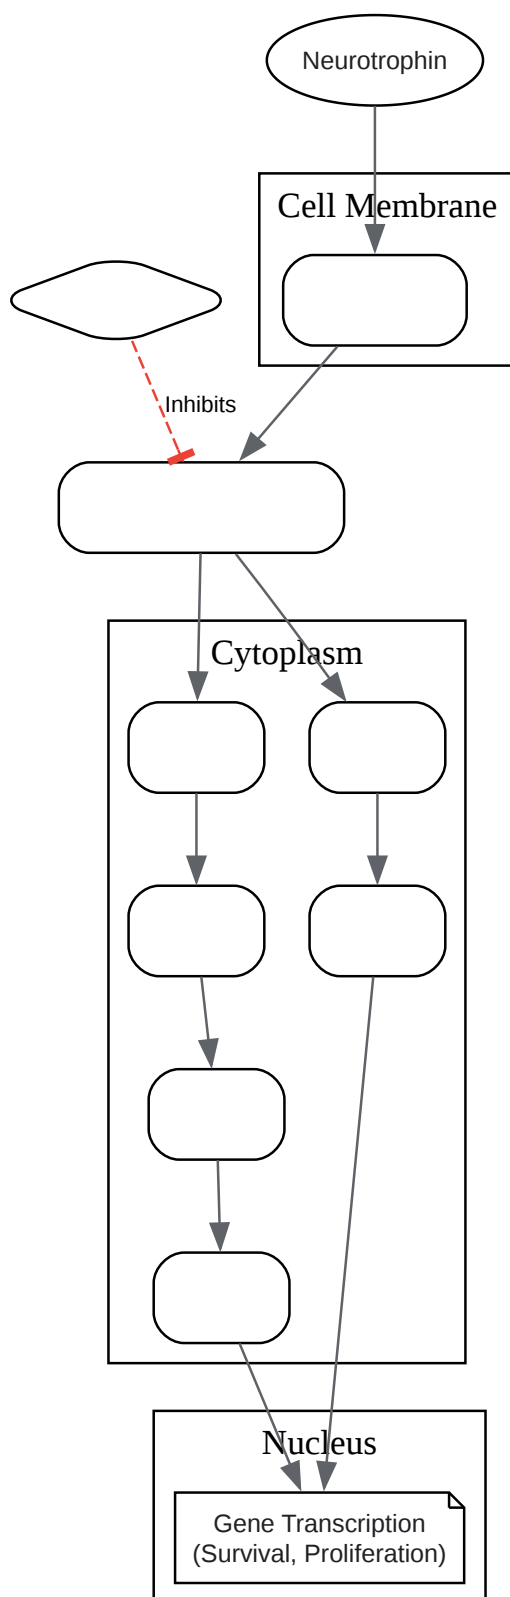 Neurotrophin
Cell Membrane
Inhibits
Cytoplasm
Nucleus
Gene Transcription
(Survival, Proliferation)